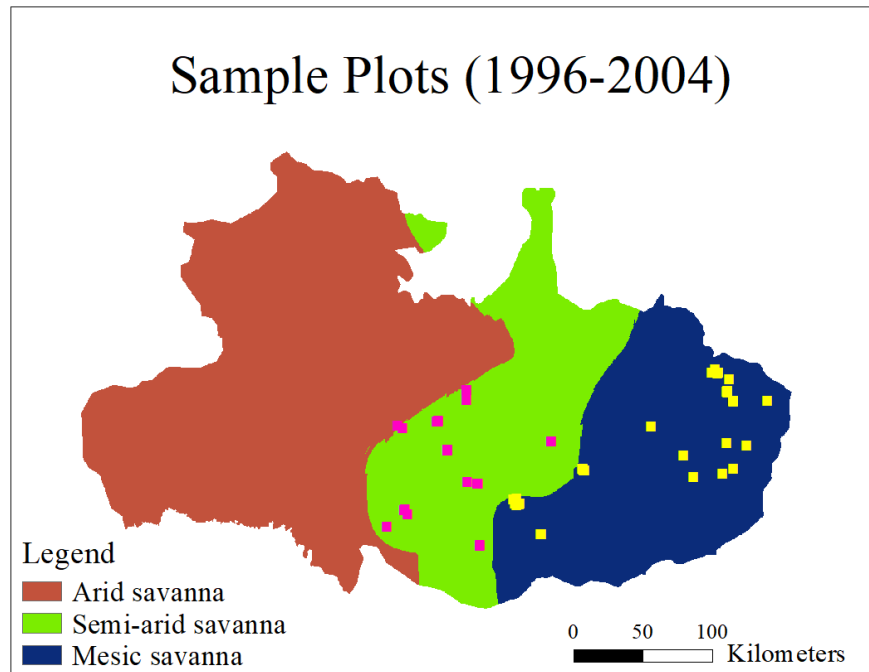 Sample Plots (1996-2004)
Legend
Arid savanna
Semi-arid savanna
Mesic savanna
0 50 100
Kilometers